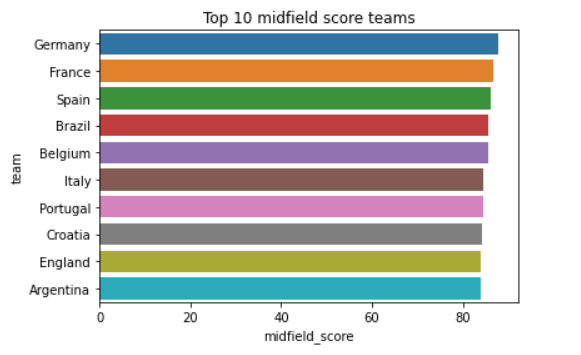 Top 10 midfield score teams
Germany
France
Spain
Brazil
Belgium
Italy
Portugal
Croatia
England
Argentina
team
0 20 40 60 80
midfield_score